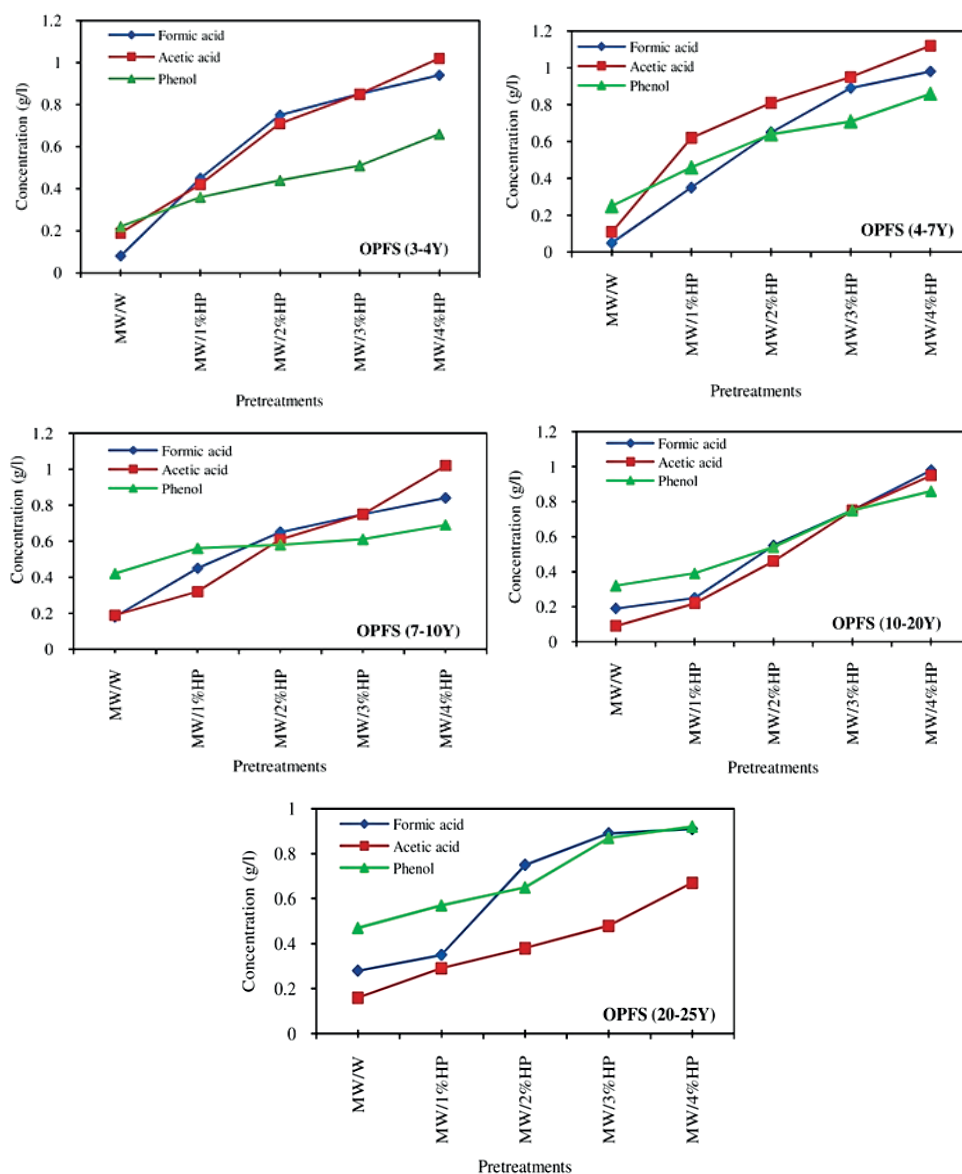 1.2
1
0.8
0.6
0.4
0.2
0
Concentration (g/l)
Formic acid
Acetic acid
Phenol
OPFS (3-4Y)
MW/W
MW/1%HP
MW/2%HP
MW/3%HP
MW/4%HP
Pretreatments
1.2
1
0.8
0.6
0.4
0.2
0
Concentration (g/l)
Formic acid
Acetic acid
Phenol
OPFS (4-7Y)
MW/W
MW/1%HP
MW/2%HP
MW/3%HP
MW/4%HP
Pretreatments
1.2
1
0.8
0.6
0.4
0.2
0
Concentration (g/l)
Formic acid
Acetic acid
Phenol
OPFS (7-10Y)
MW/W
MW/1%HP
MW/2%HP
MW/3%HP
MW/4%HP
Pretreatments
1.2
1
0.8
0.6
0.4
0.2
0
Concentration (g/l)
Formic acid
Acetic acid
Phenol
OPFS (10-20Y)
MW/W
MW/1%HP
MW/2%HP
MW/3%HP
MW/4%HP
Pretreatments
1
0.8
0.6
0.4
0.2
0
Concentration (g/l)
Formic acid
Acetic acid
Phenol
OPFS (20-25Y)
MW/W
MW/1%HP
MW/2%HP
MW/3%HP
MW/4%HP
Pretreatments